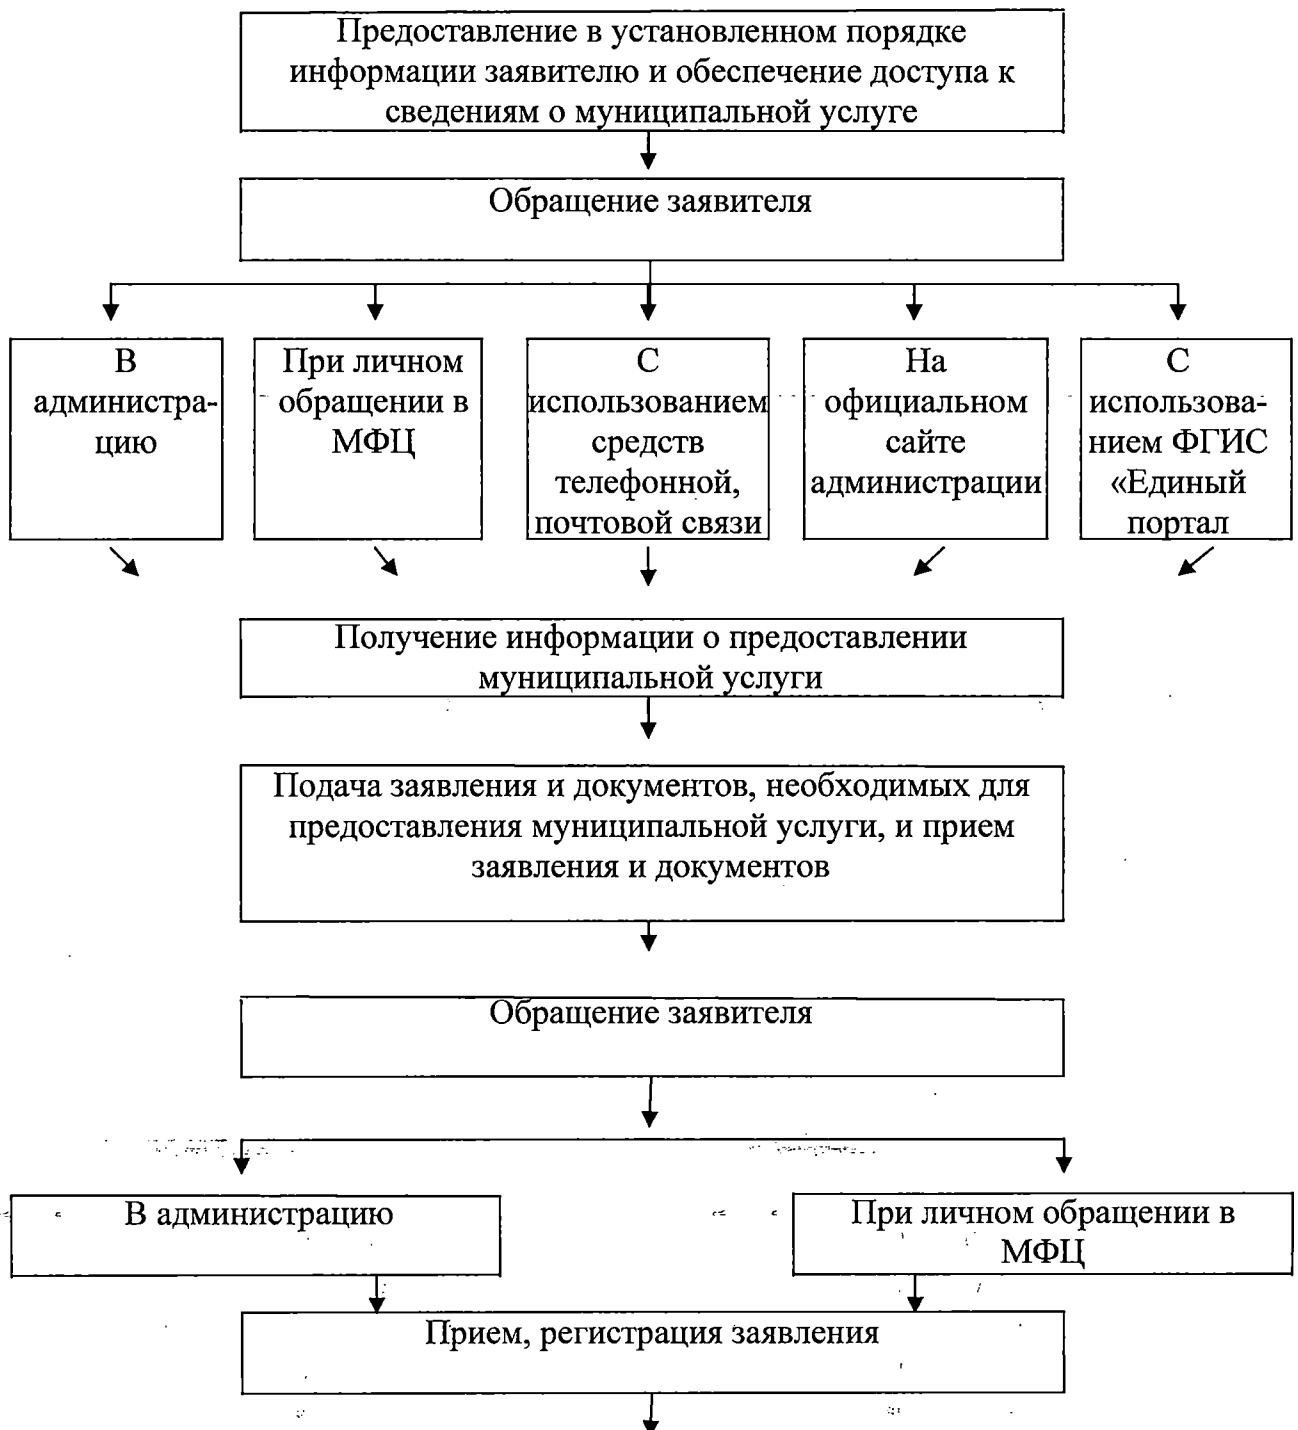 Предоставление в установленном порядке
информации заявителю и обеспечение доступа к
сведениям о муниципальной услуге
Обращение заявителя
В
администра-
цию
При личном
обращении в
МФЦ
С
использованием
средств
телефонной,
почтовой связи
На
официальном
сайте
администрации
С
использова-
нием ФГИС
«Единый
портал
Получение информации о предоставлении
муниципальной услуги
Подача заявления и документов, необходимых для
предоставления муниципальной услуги, и прием
заявления и документов
Обращение заявителя
В администрацию
При личном обращении в
МФЦ
Прием, регистрация заявления